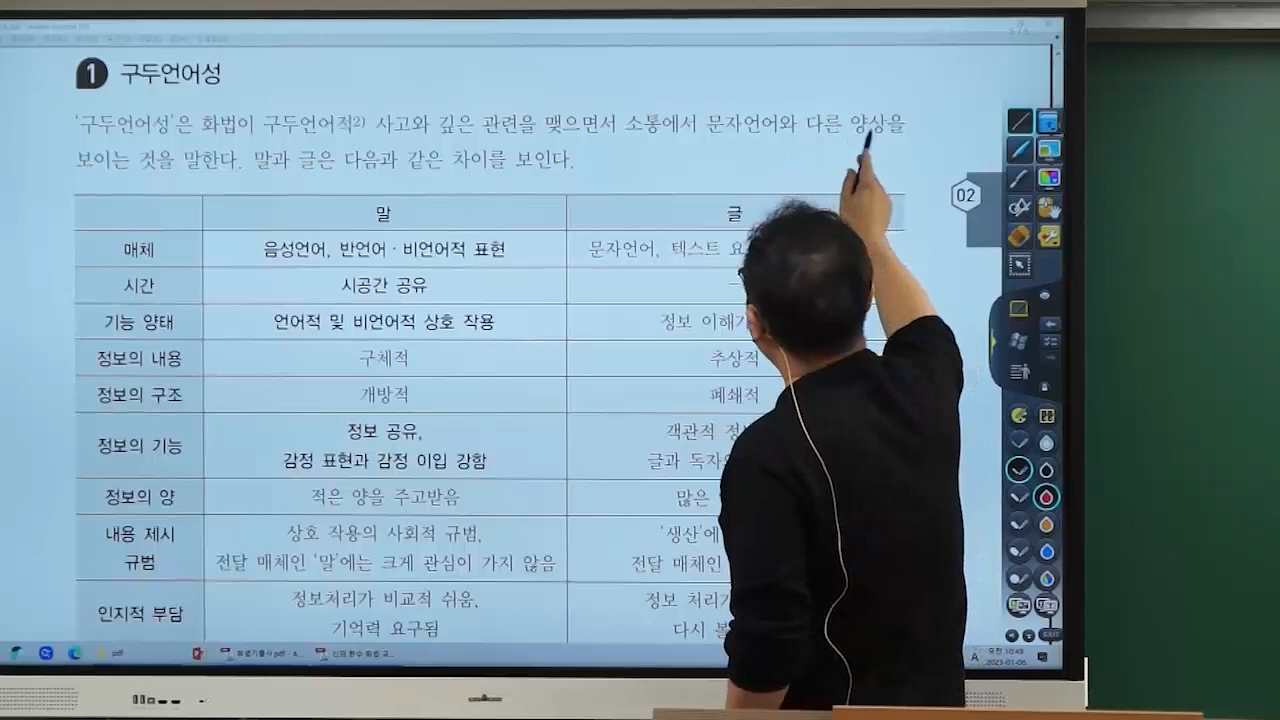 1 구두언어성
'구두언어성'은 화법이 구두언어 사고와 깊은 관련을 맺으면서 소통에서 문자언어와 다른 양상을
보이는 것을 말한다. 말과 글은 다음과 같은 차이를 보인다.
말 글
매체 음성언어, 반언어·비언어적 표현 문자언어, 텍스트
시간 시공간 공유
기능 양태 언어적 및 비언어적 상호 작용 정보
정보의 내용 구체적 추상적
정보의 구조 개방적 폐쇄적
정보의 기능 정보 공유, 객관적
감정 표현과 감정 이입 강함 글과
정보의 양 적은 양을 주고받음 많은
내용 제시 상호 작용의 사회적 규범, '생산'에
규범 전달 매체인 '말'에는 크게 관심이 가지 않음 전달 매체인
인지적 부담 정보처리가 비교적 쉬움, 정보
기억력 요구됨 다시
02
pdf
오전 10:49
2023-01-06